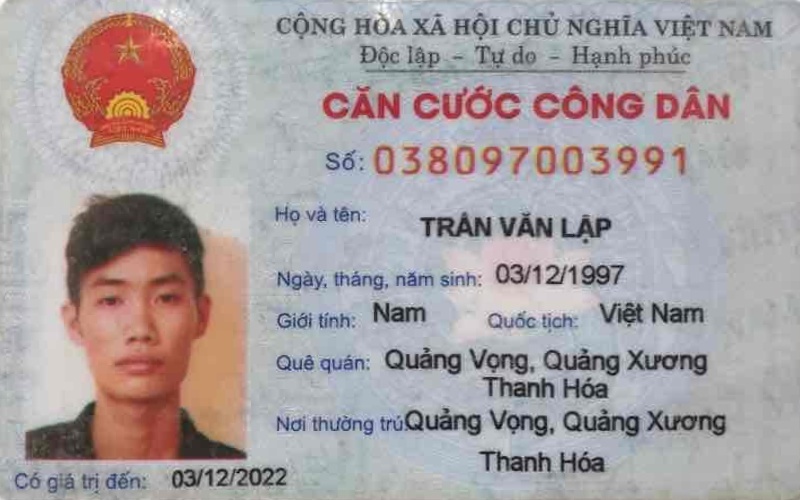 CỘNG HÒA XÃ HỘI CHỦ NGHĨA VIỆT NAM
Độc lập – Tự do – Hạnh phúc
CĂN CƯỚC CÔNG DÂN
Số: 038097003991
Họ và tên: TRẦN VĂN LẬP
Ngày, tháng, năm sinh: 03/12/1997
Giới tính: Nam Quốc tịch: Việt Nam
Quê quán: Quảng Vọng, Quảng Xương
Thanh Hóa
Nơi thường trú: Quảng Vọng, Quảng Xương
Thanh Hóa
Có giá trị đến: 03/12/2022